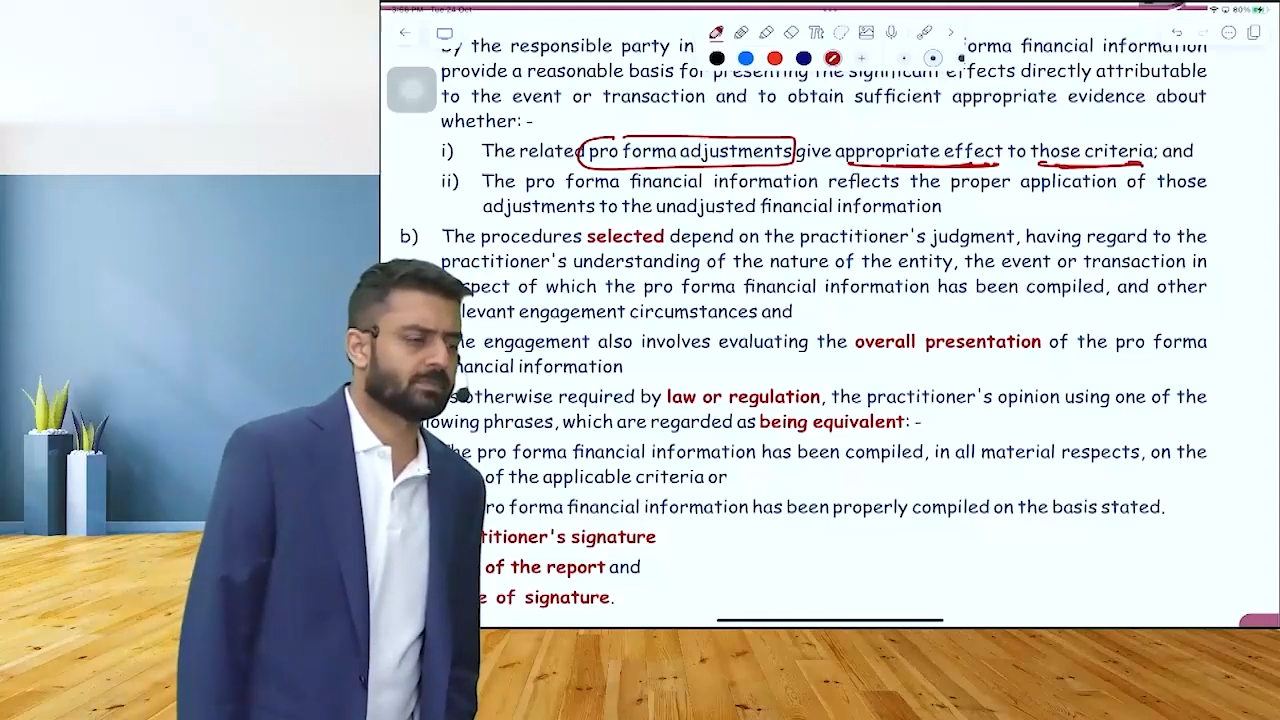 3:56 PM Tue 24 Oct
80%
by the responsible party in forma financial information
provide a reasonable basis for presenting the significant effects directly attributable
to the event or transaction and to obtain sufficient appropriate evidence about
whether: -
i) The related pro forma adjustments give appropriate effect to those criteria; and
ii) The pro forma financial information reflects the proper application of those
adjustments to the unadjusted financial information
b) The procedures selected depend on the practitioner's judgment, having regard to the
practitioner's understanding of the nature of the entity, the event or transaction in
spect of which the pro forma financial information has been compiled, and other
levant engagement circumstances and
e engagement also involves evaluating the overall presentation of the pro forma
nancial information
s otherwise required by law or regulation, the practitioner's opinion using one of the
lowing phrases, which are regarded as being equivalent: -
he pro forma financial information has been compiled, in all material respects, on the
of the applicable criteria or
ro forma financial information has been properly compiled on the basis stated.
titioner's signature
of the report and
e of signature.